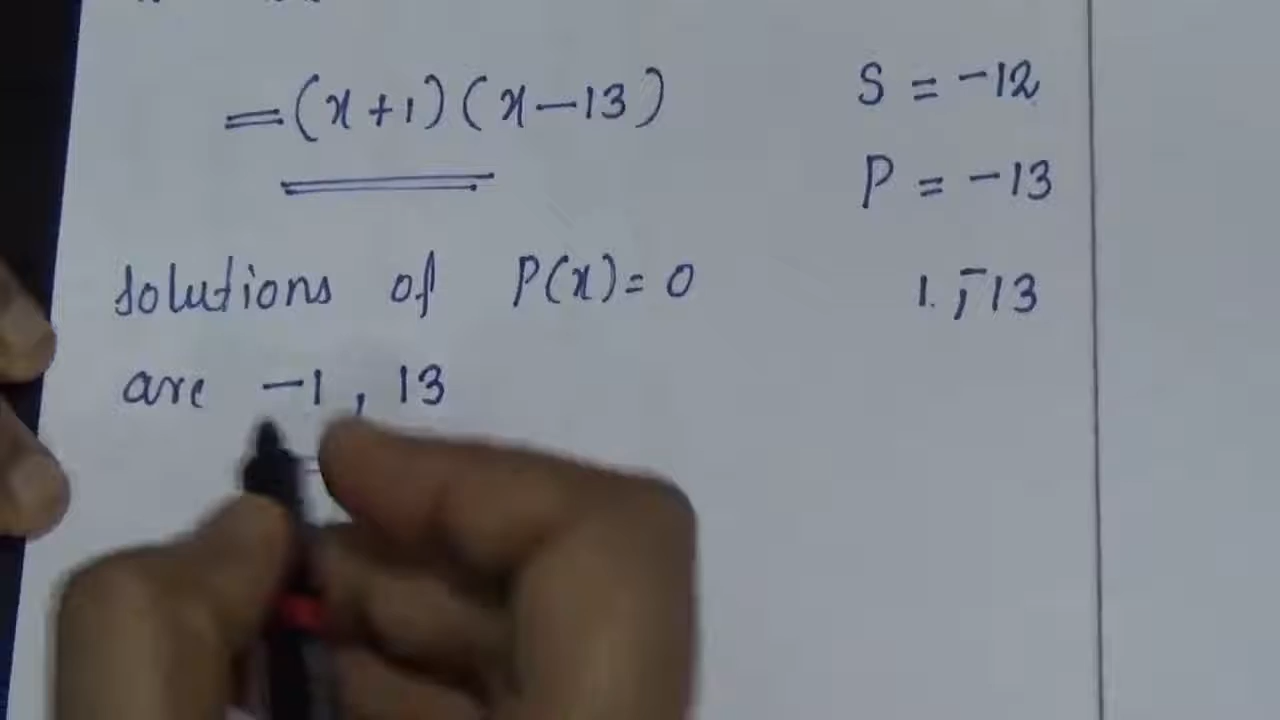 =(x+1)(x-13)
Solutions of P(x)=0
are -1, 13
S = -12
P = -13
1, -13